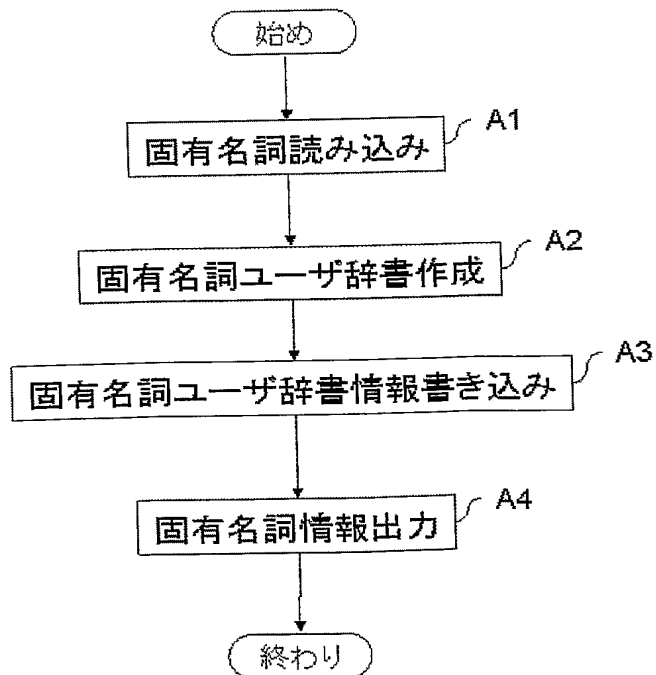 始め
固有名詞読み込み
A1
固有名詞ユーザ辞書作成
A2
固有名詞ユーザ辞書情報書き込み
A3
固有名詞情報出力
A4
終わり